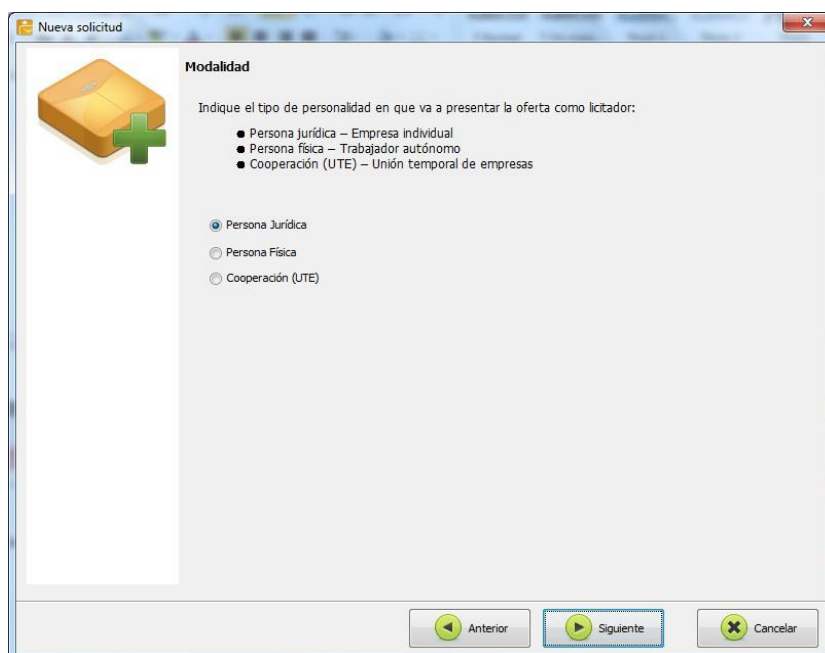 Nueva solicitud
Modalidad
Indique el tipo de personalidad en que va a presentar la oferta como licitador:
● Persona jurídica – Empresa individual
● Persona física – Trabajador autónomo
● Cooperación (UTE) – Unión temporal de empresas
Persona Jurídica
Persona Física
Cooperación (UTE)
Anterior
Siguiente
Cancelar